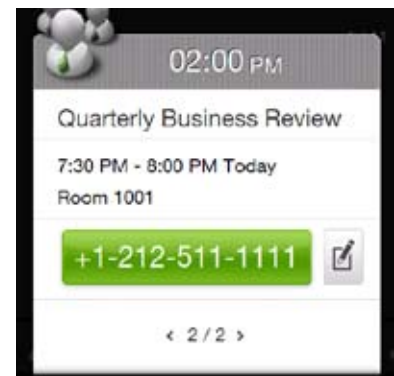 02:00 PM
Quarterly Business Review
7:30 PM - 8:00 PM Today
Room 1001
+1-212-511-1111
< 2 / 2 >